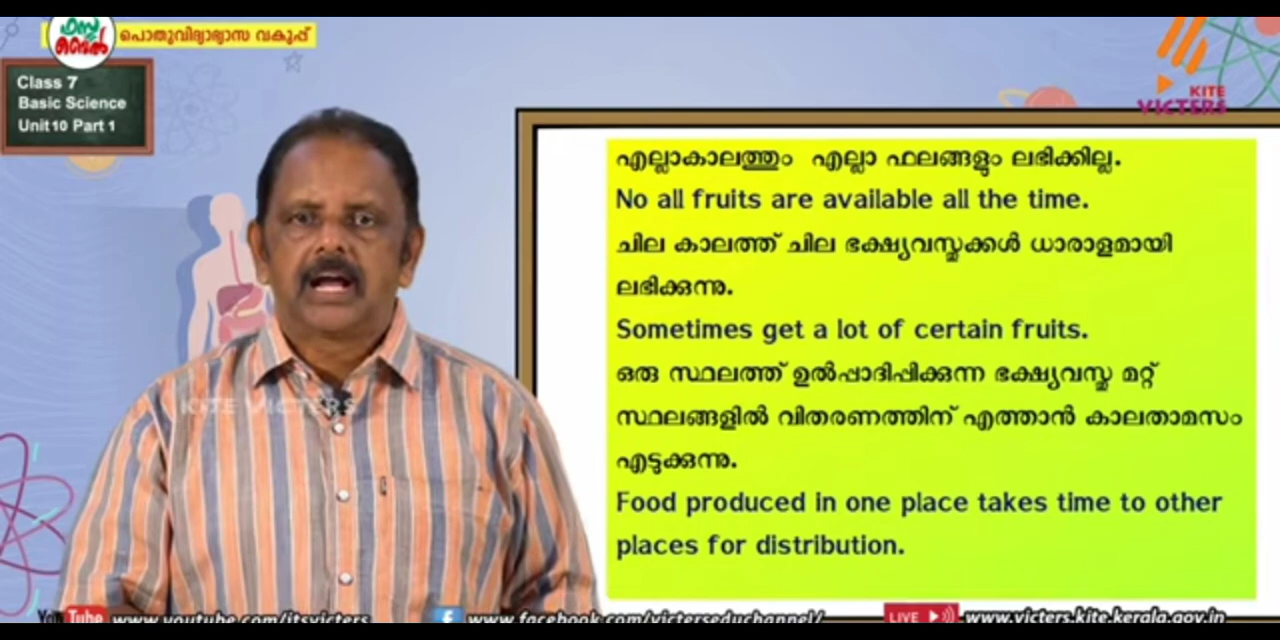 ഫസ്റ്റ്
ബെൽ
പൊതുവിദ്യാഭ്യാസ വകുപ്പ്
Class 7
Basic Science
Unit 10 Part 1
KITE
VICTERS
എല്ലാകാലത്തും എല്ലാ ഫലങ്ങളും ലഭിക്കില്ല.
No all fruits are available all the time.
ചില കാലത്ത് ചില ഭക്ഷ്യവസ്തുക്കൾ ധാരാളമായി
ലഭിക്കുന്നു.
Sometimes get a lot of certain fruits.
ഒരു സ്ഥലത്ത് ഉൽപ്പാദിപ്പിക്കുന്ന ഭക്ഷ്യവസ്തു മറ്റ്
സ്ഥലങ്ങളിൽ വിതരണത്തിന് എത്താൻ കാലതാമസം
എടുക്കുന്നു.
Food produced in one place takes time to other
places for distribution.
KITE VICTERS
YouTube www.youtube.com/itsvicters f www.facebook.com/victerseduchannel/ LIVE www.victers.kite.kerala.gov.in